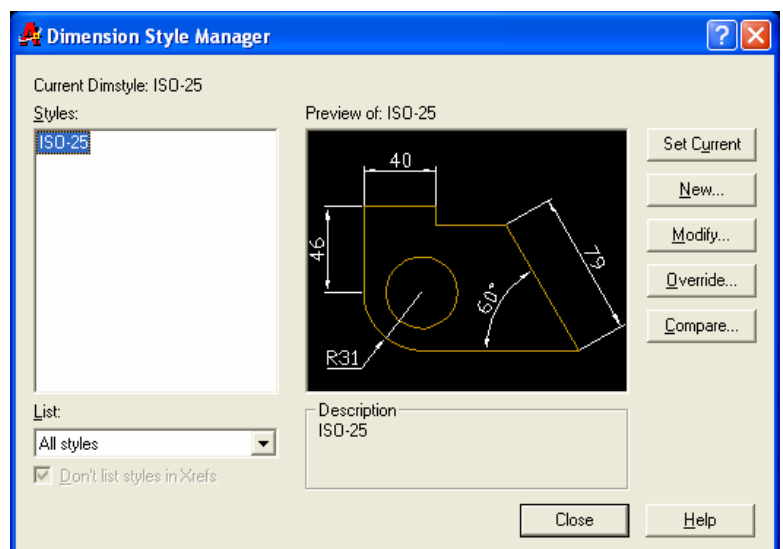 Dimension Style Manager
Current Dimstyle: ISO-25
Styles:
ISO-25
Preview of: ISO-25
40
46
79
60°
R31
Set Current
New...
Modify...
Override...
Compare...
List:
All styles
Don't list styles in Xrefs
Description
ISO-25
Close
Help